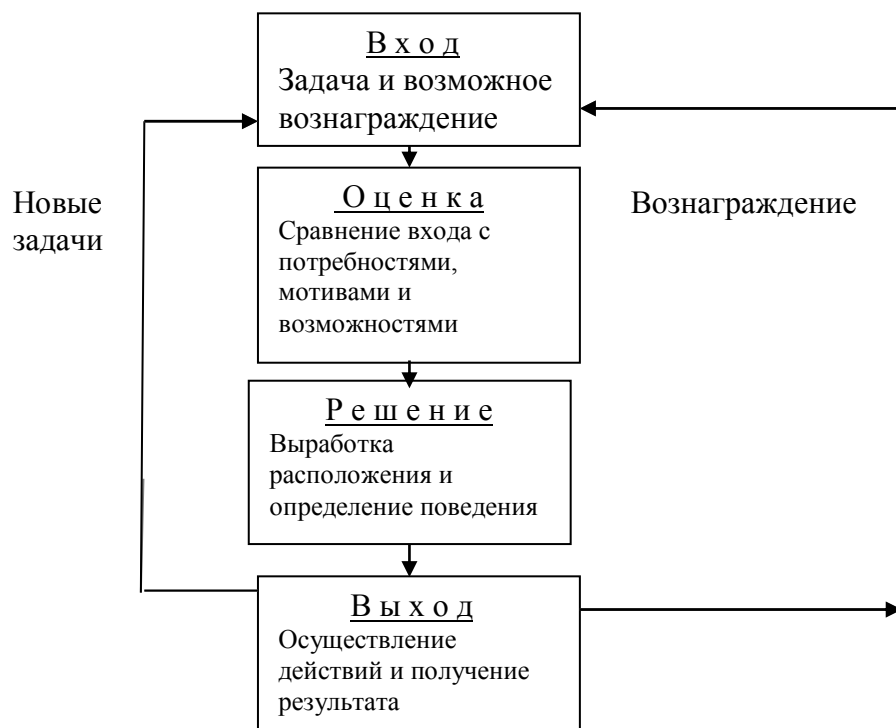 В х о д
Задача и возможное
вознаграждение
Новые
задачи
О ц е н к а
Сравнение входа с
потребностями,
мотивами и
возможностями
Вознаграждение
Р е ш е н и е
Выработка
расположения и
определение поведения
В ы х о д
Осуществление
действий и получение
результата